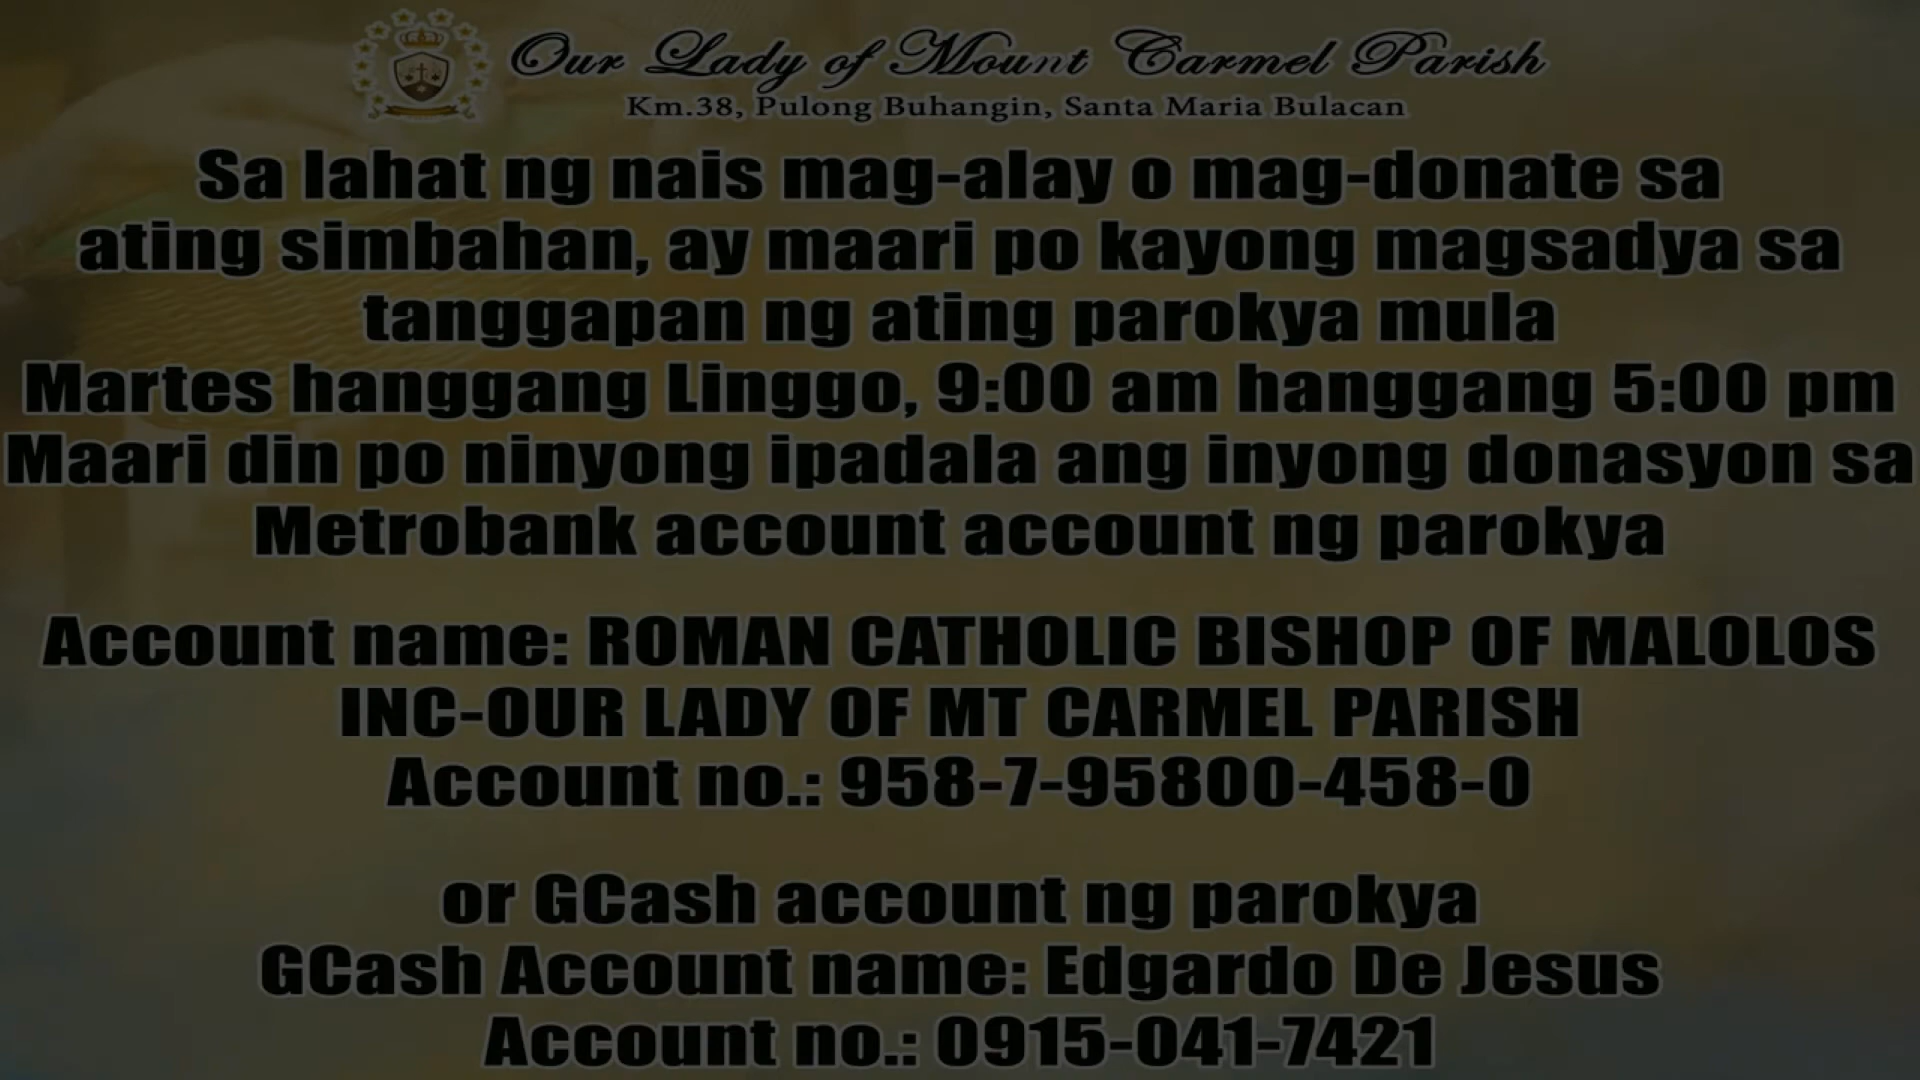 Our Lady of Mount Carmel Parish
Km.38, Pulong Buhangin, Santa Maria Bulacan
Sa lahat ng nais mag-alay o mag-donate sa
ating simbahan, ay maari po kayong magsadya sa
tanggapan ng ating parokya mula
Martes hanggang Linggo, 9:00 am hanggang 5:00 pm
Maari din po ninyong ipadala ang inyong donasyon sa
Metrobank account account ng parokya
Account name: ROMAN CATHOLIC BISHOP OF MALOLOS
INC-OUR LADY OF MT CARMEL PARISH
Account no.: 958-7-95800-458-0
or GCash account ng parokya
GCash Account name: Edgardo De Jesus
Account no.: 0915-041-7421